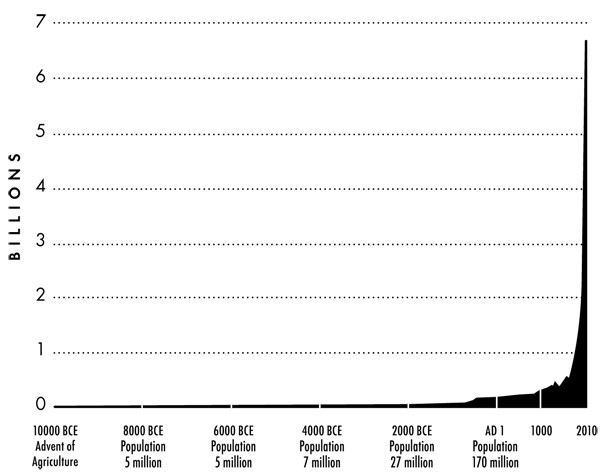 7
6
5
4
3
2
1
0
BILLIONS
10000 BCE
Advent of
Agriculture
8000 BCE
Population
5 million
6000 BCE
Population
5 million
4000 BCE
Population
7 million
2000 BCE
Population
27 million
AD 1
Population
170 million
1000
2010